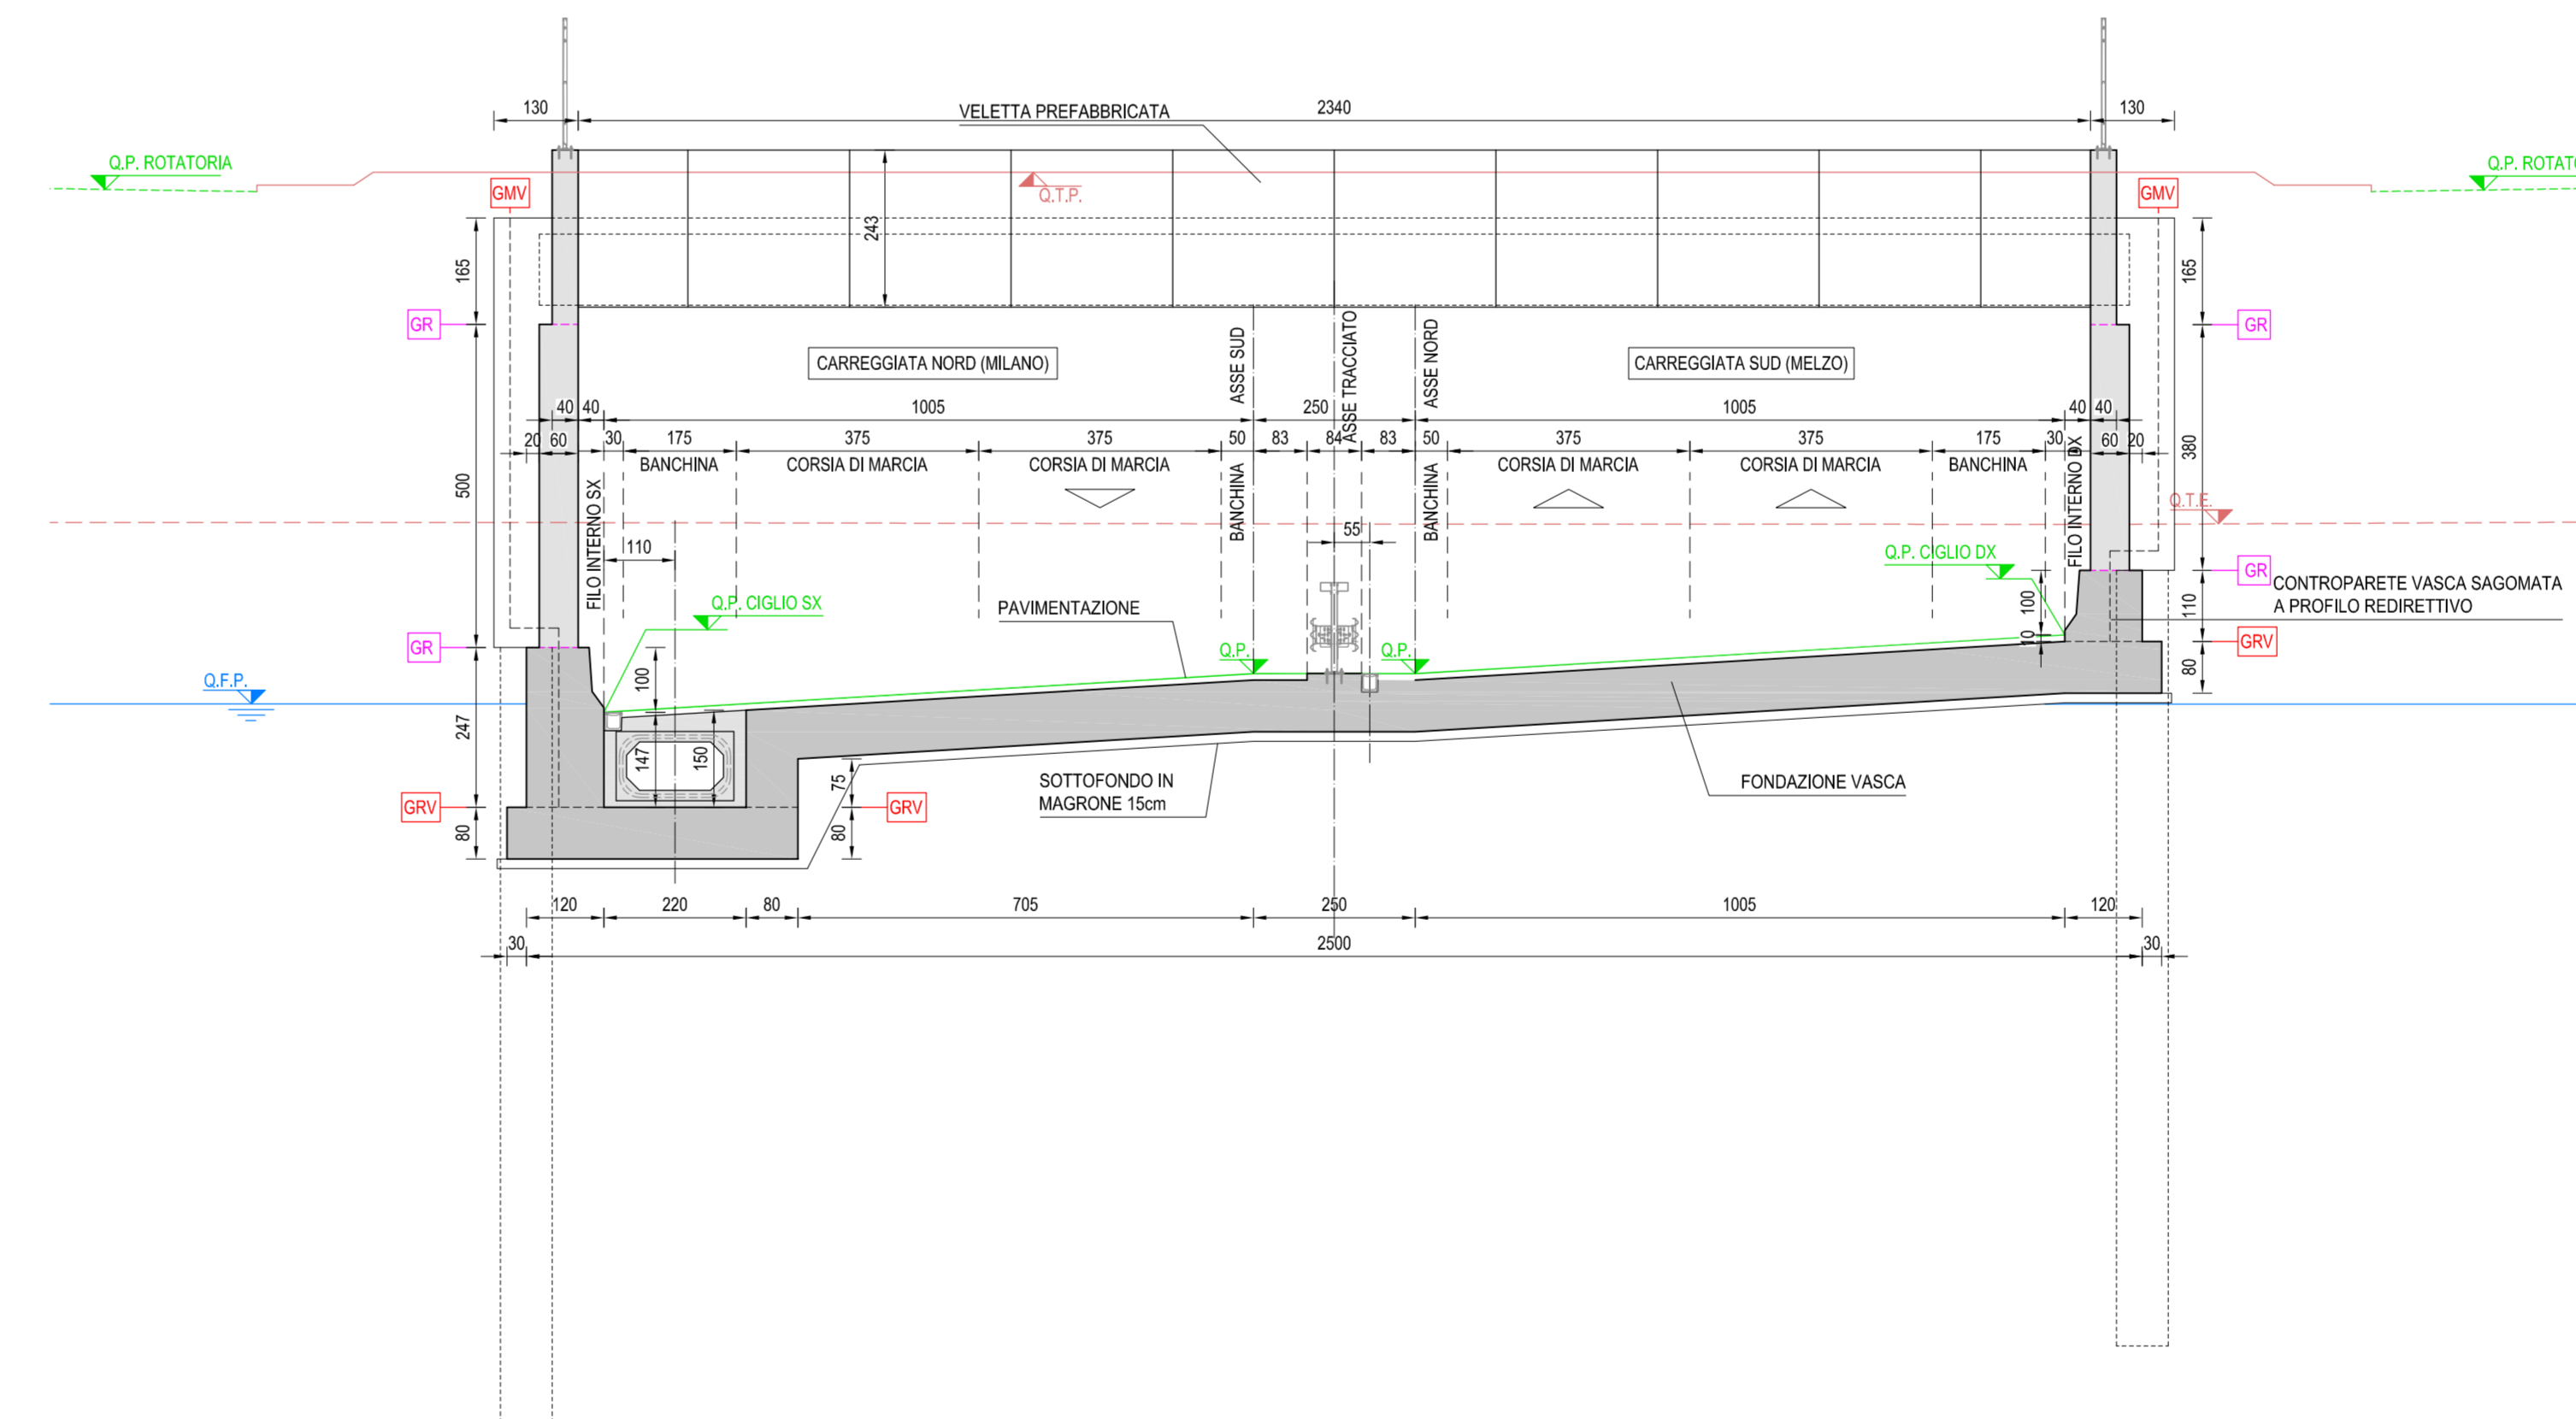 130
VELETTA PREFABBRICATA
2340
130
Q.P. ROTATORIA
Q.P. ROTAT
GMV
Q.T.P.
GMV
243
165
165
GR
GR
ASSE SUD
ASSE TRACCIATO
ASSE NORD
CARREGGIATA NORD (MILANO)
CARREGGIATA SUD (MELZO)
40 40 1005 250 1005 40 40
20 60 30 175 375 375 50 83 84 83 50 375 375 175 30 60 20
BANCHINA CORSIA DI MARCIA CORSIA DI MARCIA BANCHINA BANCHINA CORSIA DI MARCIA CORSIA DI MARCIA BANCHINA
FILO INTERNO SX
FILO INTERNO DX
500
380
Q.T.E.
110
55
Q.P. CIGLIO DX
GR
CONTROPARETE VASCA SAGOMATA
A PROFILO REDIRETTIVO
Q.P. CIGLIO SX
PAVIMENTAZIONE
100
110
10
GR
Q.P.
Q.P.
GRV
100
80
Q.F.P.
247
147
150
75
SOTTOFONDO IN
MAGRONE 15cm
FONDAZIONE VASCA
GRV
GRV
80
80
120 220 80 705 250 1005 120
30 2500 30